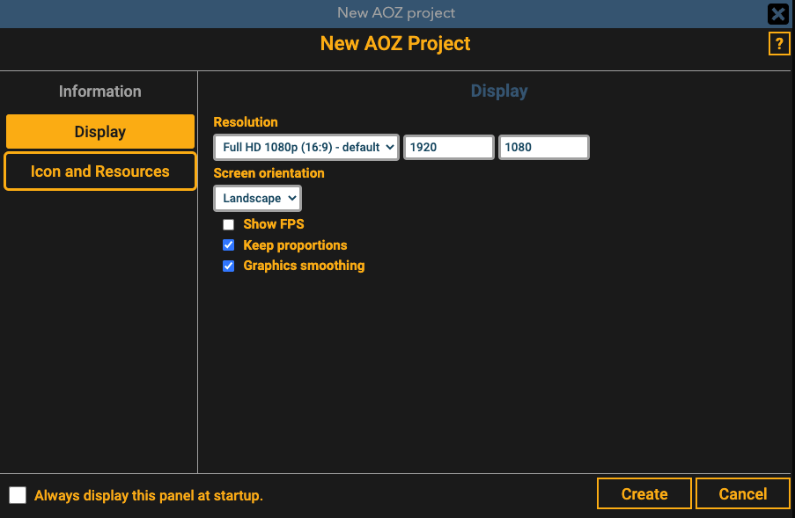 New AOZ project
New AOZ Project
?
Information
Display
Icon and Resources
Display
Resolution
Full HD 1080p (16:9) - default
1920
1080
Screen orientation
Landscape
Show FPS
Keep proportions
Graphics smoothing
Always display this panel at startup.
Create
Cancel